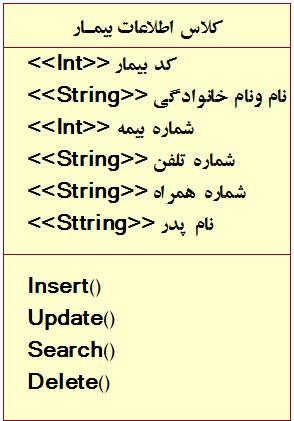 کلاس اطلاعات بیمـار
کد بیمار <<Int>>
نام ونام خانوادگی <<String>>
شماره بیمه <<Int>>
شماره تلفن <<String>>
شماره همراه <<String>>
نام پدر <<Sttring>>
Insert()
Update()
Search()
Delete()